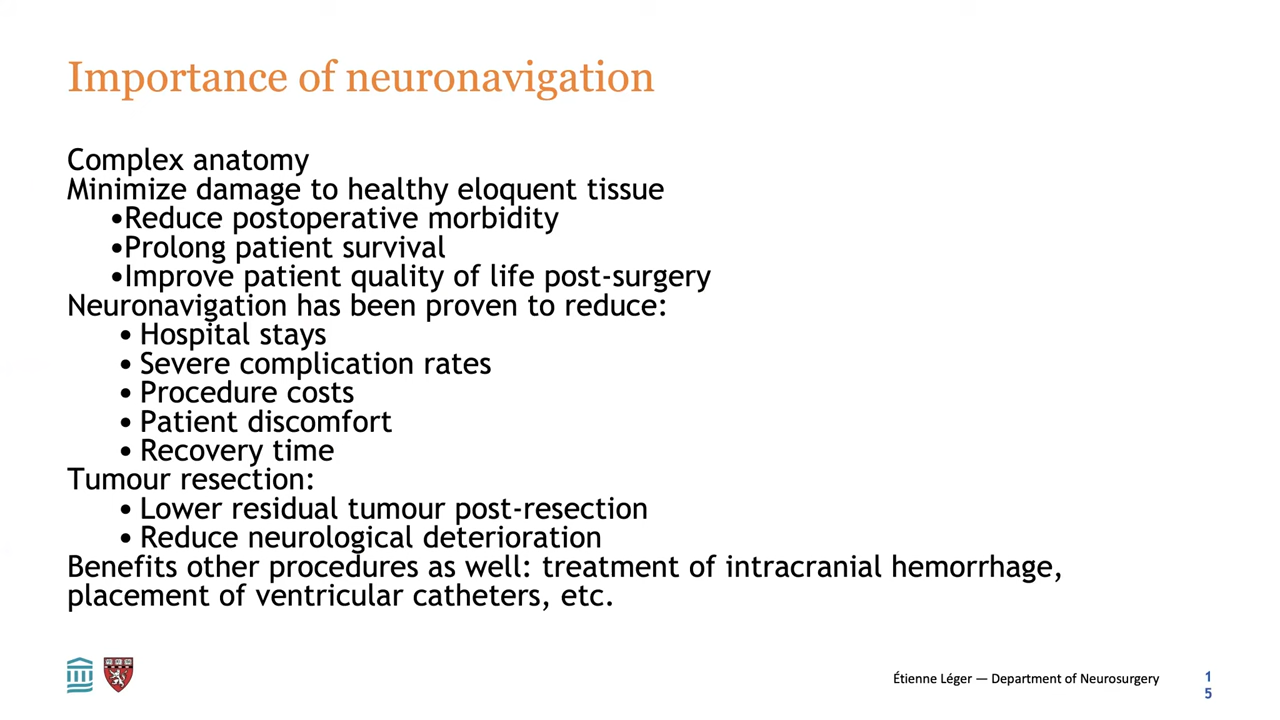 Importance of neuronavigation
Complex anatomy
Minimize damage to healthy eloquent tissue
•Reduce postoperative morbidity
•Prolong patient survival
•Improve patient quality of life post-surgery
Neuronavigation has been proven to reduce:
• Hospital stays
• Severe complication rates
• Procedure costs
• Patient discomfort
• Recovery time
Tumour resection:
• Lower residual tumour post-resection
• Reduce neurological deterioration
Benefits other procedures as well: treatment of intracranial hemorrhage,
placement of ventricular catheters, etc.
Étienne Léger — Department of Neurosurgery
1
5